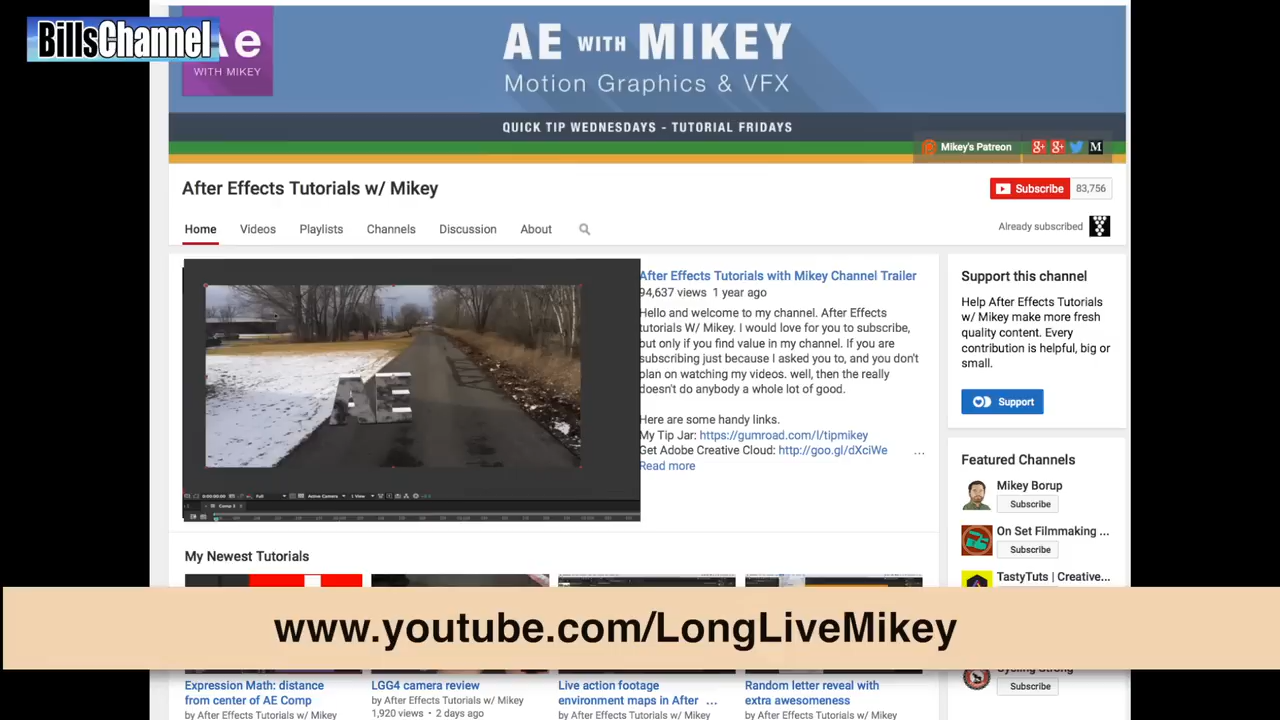 BillsChannel
Ae
WITH MIKEY
AE WITH MIKEY
Motion Graphics & VFX
QUICK TIP WEDNESDAYS - TUTORIAL FRIDAYS
Mikey's Patreon
g+ g+ M
After Effects Tutorials w/ Mikey
Subscribe 83,756
Home Videos Playlists Channels Discussion About
Already subscribed
AE
After Effects Tutorials with Mikey Channel Trailer
94,637 views 1 year ago
Hello and welcome to my channel. After Effects
tutorials W/ Mikey. I would love for you to subscribe,
but only if you find value in my channel. If you are
subscribing just because I asked you to, and you don't
plan on watching my videos. well, then the really
doesn't do anybody a whole lot of good.
Here are some handy links.
My Tip Jar: https://gumroad.com/l/tipmikey
Get Adobe Creative Cloud: http://goo.gl/dXciWe ...
Read more
Support this channel
Help After Effects Tutorials
w/ Mikey make more fresh
quality content. Every
contribution is helpful, big or
small.
Support
Featured Channels
Mikey Borup
Subscribe
On Set Filmmaking ...
Subscribe
TastyTuts | Creative...
Full Active Camera 1 View
Comp 3
My Newest Tutorials
www.youtube.com/LongLiveMikey
Subscribe
Expression Math: distance
from center of AE Comp
by After Effects Tutorials w/ Mikey
LGG4 camera review
by After Effects Tutorials w/ Mikey
1,920 views • 2 days ago
Live action footage
environment maps in After ...
by After Effects Tutorials w/ Mikey
Random letter reveal with
extra awesomeness
by After Effects Tutorials w/ Mikey